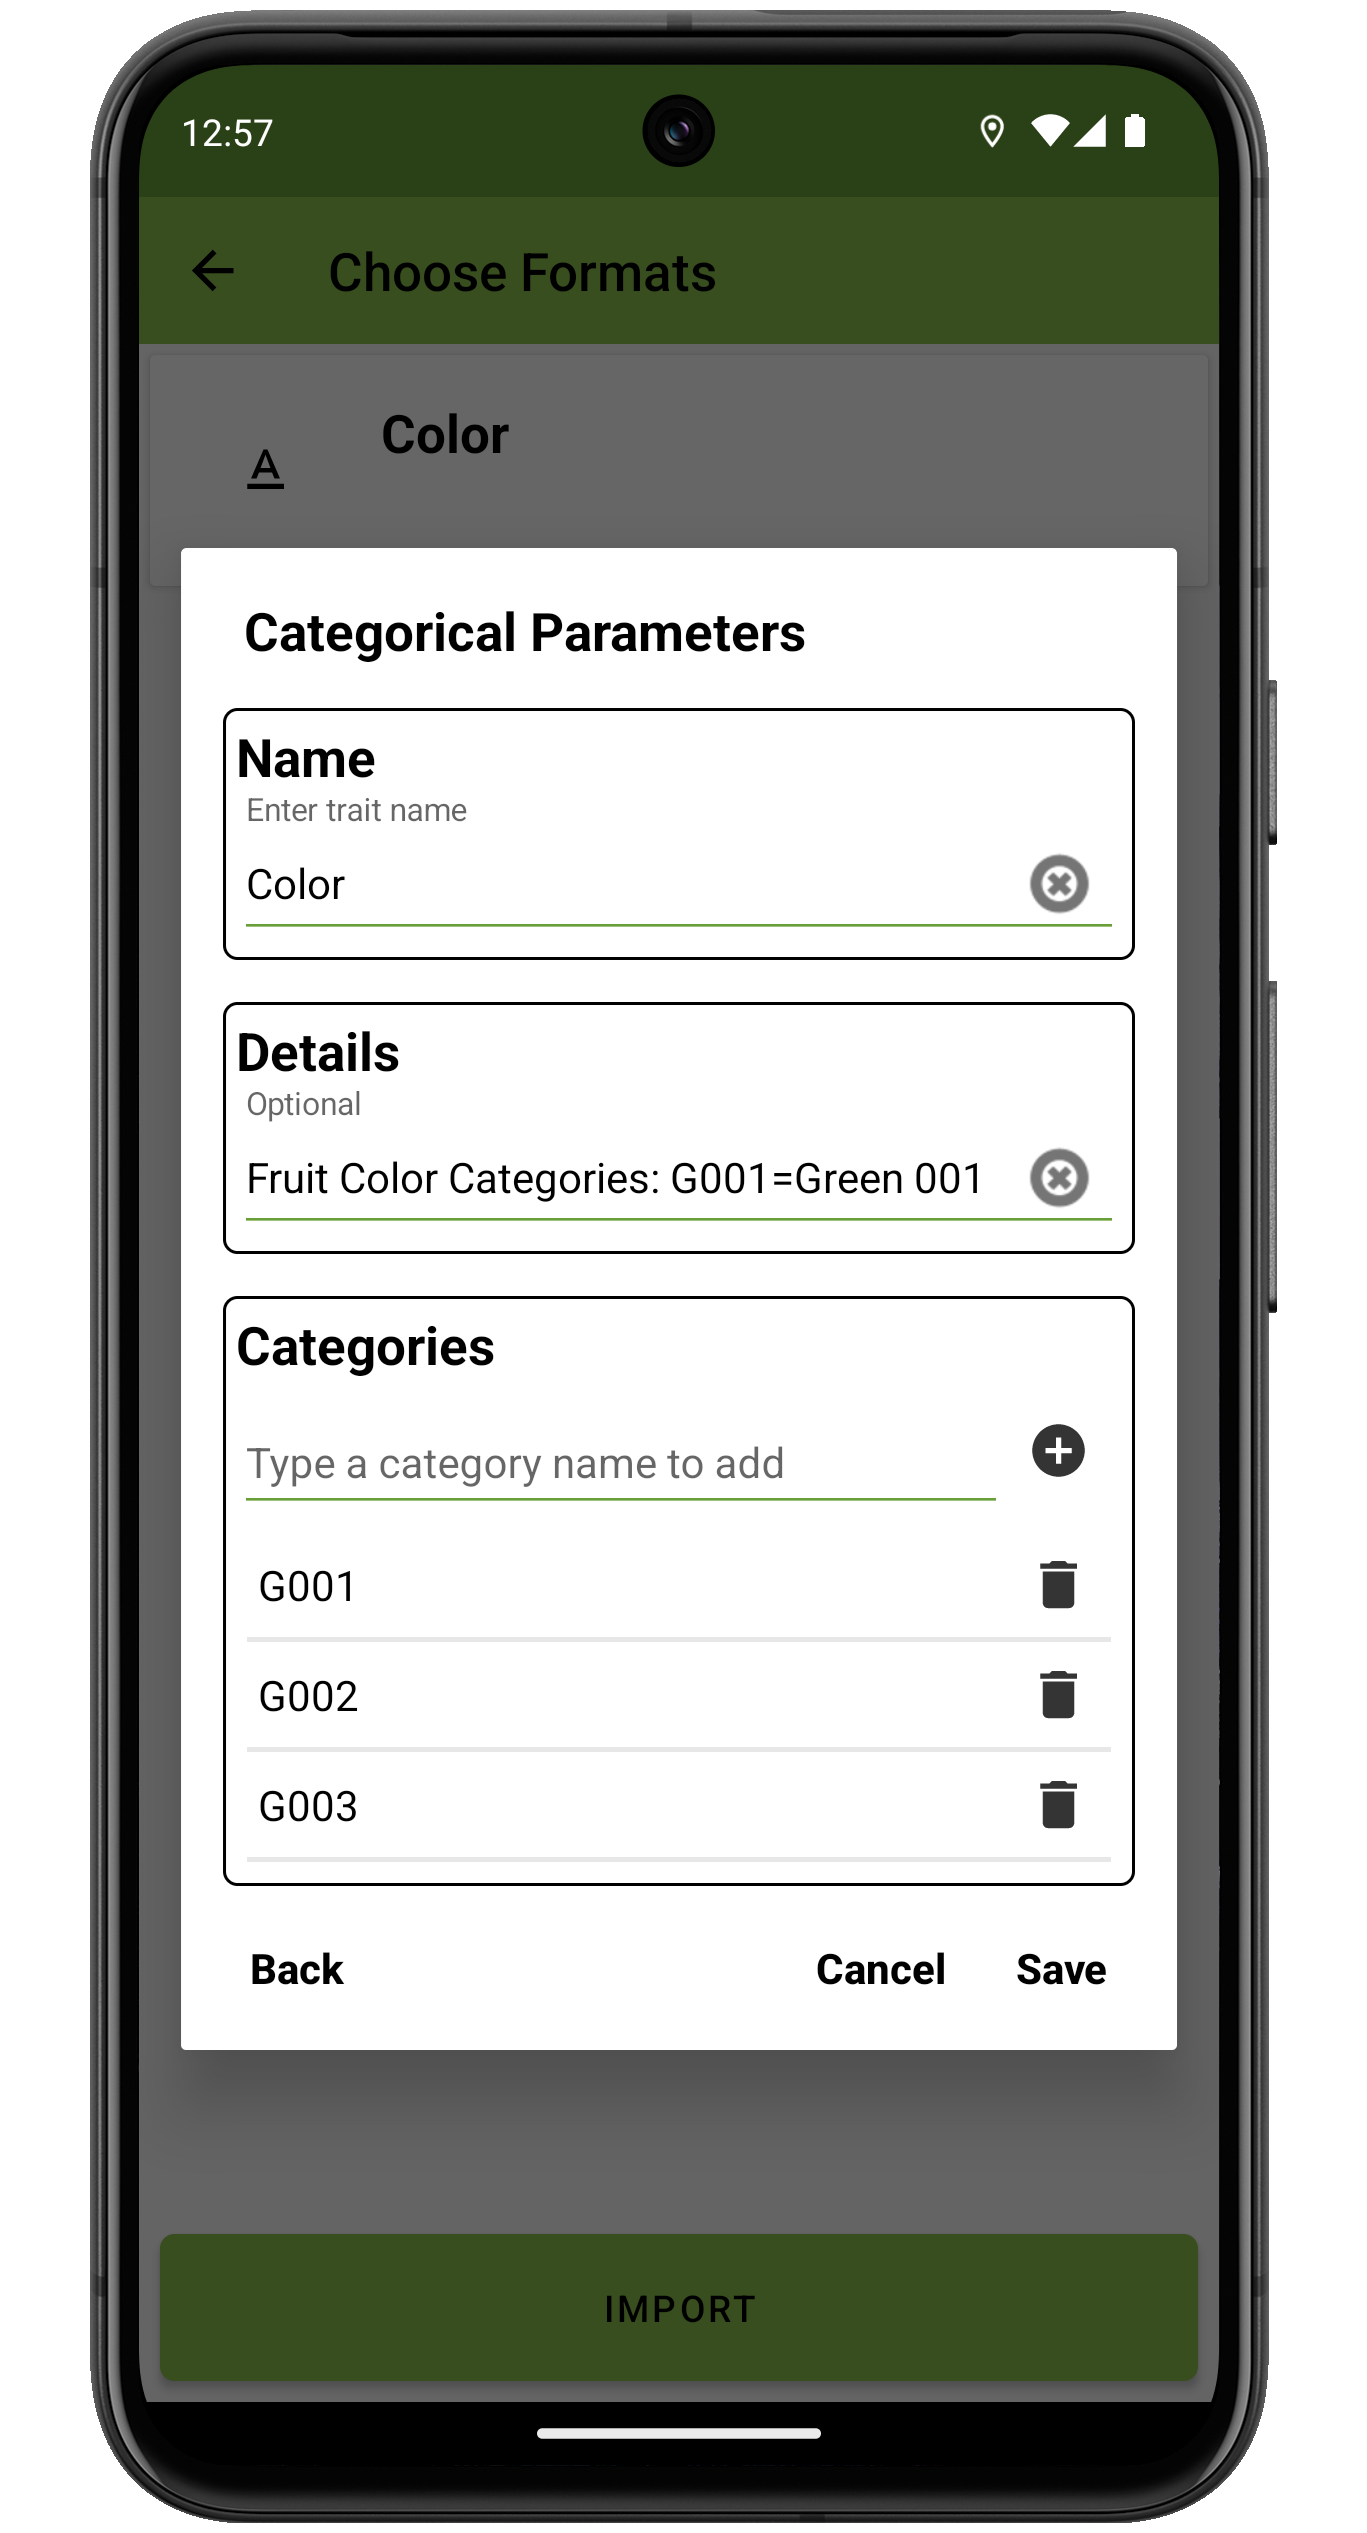 12:57
Choose Formats
A
Color
Categorical Parameters
Name
Enter trait name
Color
Details
Optional
Fruit Color Categories: G001=Green 001
Categories
Type a category name to add
G001
G002
G003
Back
Cancel
Save
IMPORT